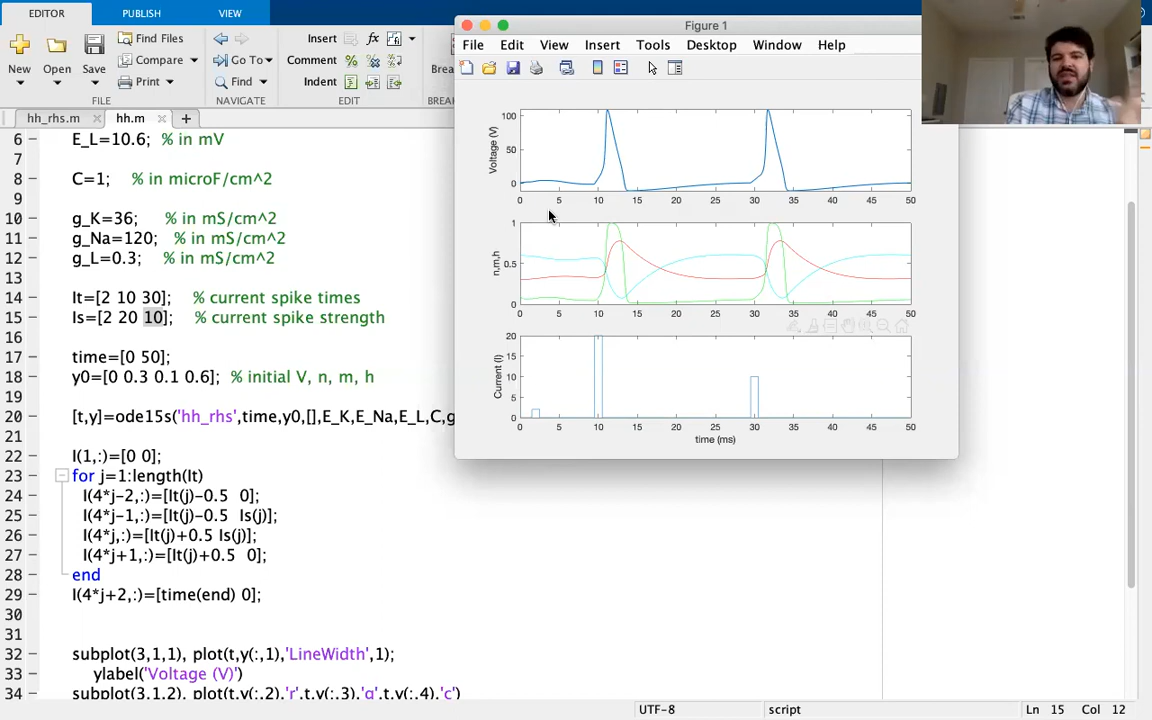 EDITOR PUBLISH VIEW
New Open Save
Find Files
Compare
Print
Go To
Find
Insert fx
Comment % %
Indent
FILE NAVIGATE EDIT BREA
Brea
hh_rhs.m hh.m +
6 E_L=10.6; % in mV
7
8 C=1; % in microF/cm^2
9
10 g_K=36; % in mS/cm^2
11 g_Na=120; % in mS/cm^2
12 g_L=0.3; % in mS/cm^2
13
14 It=[2 10 30]; % current spike times
15 Is=[2 20 10]; % current spike strength
16
17 time=[0 50];
18 y0=[0 0.3 0.1 0.6]; % initial V, n, m, h
19
20 [t,y]=ode15s('hh_rhs',time,y0,[],E_K,E_Na,E_L,C,g
21
22 I(1,:)=[0 0];
23 for j=1:length(It)
24 I(4*j-2,:)=[It(j)-0.5 0];
25 I(4*j-1,:)=[It(j)-0.5 Is(j)];
26 I(4*j,:)=[It(j)+0.5 Is(j)];
27 I(4*j+1,:)=[It(j)+0.5 0];
28 end
29 I(4*j+2,:)=[time(end) 0];
30
31
32 subplot(3,1,1), plot(t,y(:,1),'LineWidth',1);
33 ylabel('Voltage (V)')
34 subplot(3,1,2), plot(t,y(:,2),'r',t,y(:,3),'g',t,y(:,4),'c')
Figure 1
File Edit View Insert Tools Desktop Window Help
Voltage (V)
100
50
0
0 5 10 15 20 25 30 35 40 45 50
n,m,h
1
0.5
0
0 5 10 15 20 25 30 35 40 45 50
Current (I)
20
15
10
5
0
0 5 10 15 20 25 30 35 40 45 50
time (ms)
UTF-8 script Ln 15 Col 12